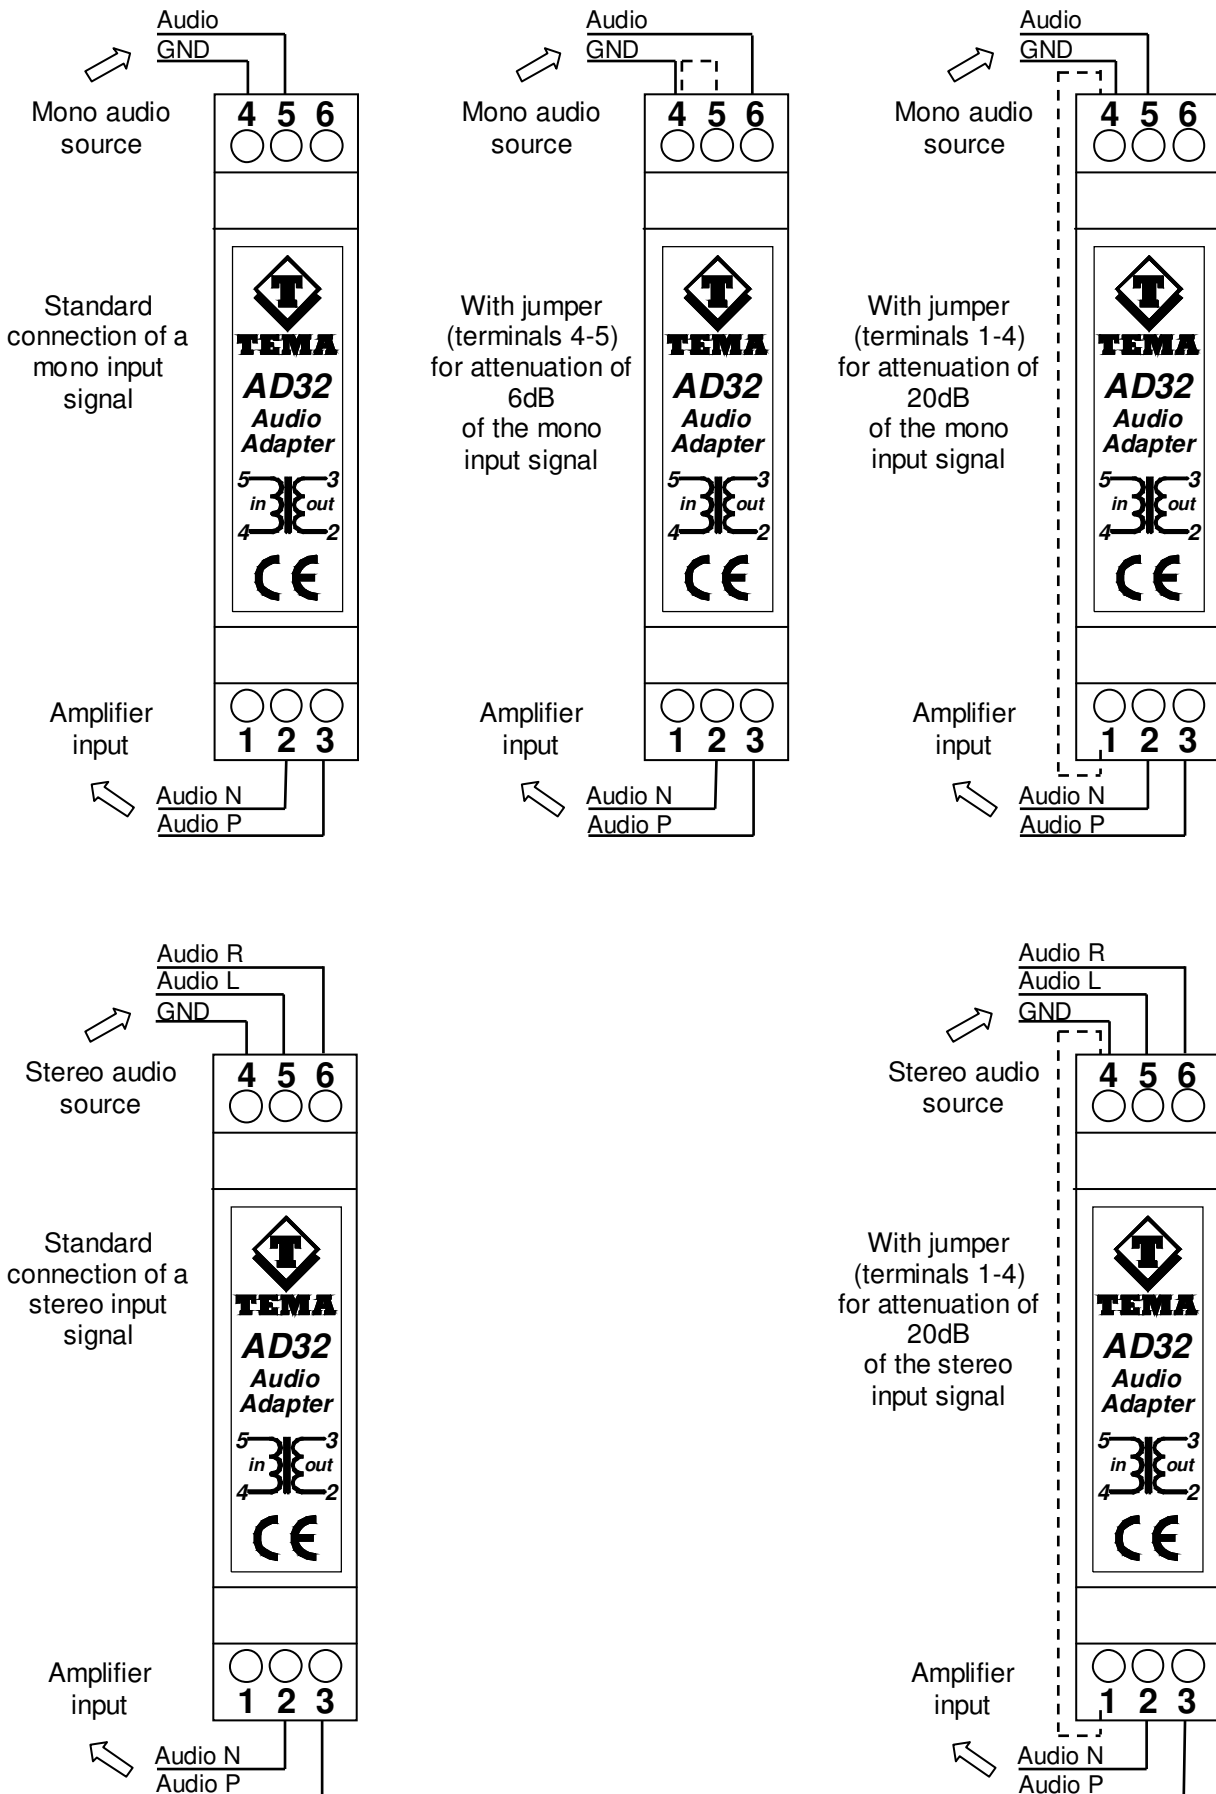 Audio
GND
Mono audio
source
4 5 6
Standard
connection of a
mono input
signal
T
TEMA
AD32
Audio
Adapter
5 3
in out
4 2
CE
Amplifier
input
1 2 3
Audio N
Audio P
Audio
GND
Mono audio
source
4 5 6
With jumper
(terminals 4-5)
for attenuation of
6dB
of the mono
input signal
T
TEMA
AD32
Audio
Adapter
5 3
in out
4 2
CE
Amplifier
input
1 2 3
Audio N
Audio P
Audio
GND
Mono audio
source
4 5 6
With jumper
(terminals 1-4)
for attenuation of
20dB
of the mono
input signal
T
TEMA
AD32
Audio
Adapter
5 3
in out
4 2
CE
Amplifier
input
1 2 3
Audio N
Audio P
Audio R
Audio L
GND
Stereo audio
source
4 5 6
Standard
connection of a
stereo input
signal
T
TEMA
AD32
Audio
Adapter
5 3
in out
4 2
CE
Amplifier
input
1 2 3
Audio N
Audio P
Audio R
Audio L
GND
Stereo audio
source
4 5 6
With jumper
(terminals 1-4)
for attenuation of
20dB
of the stereo
input signal
T
TEMA
AD32
Audio
Adapter
5 3
in out
4 2
CE
Amplifier
input
1 2 3
Audio N
Audio P